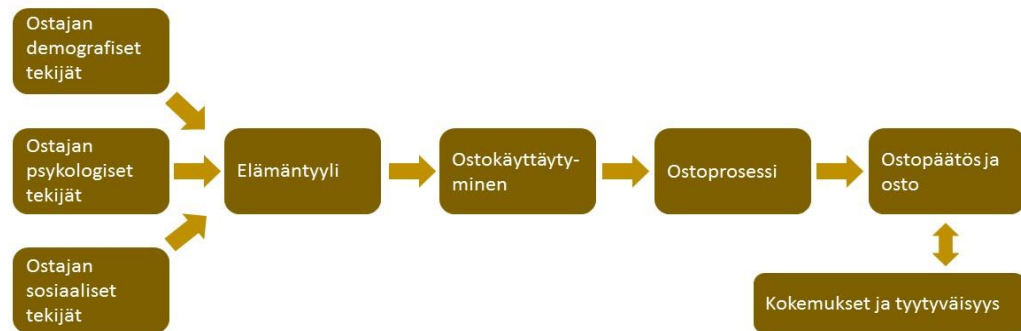 Ostajan
demografiset
tekijät
Ostajan
psykologiset
tekijät
Ostajan
sosiaaliset
tekijät
Elämäntyyli
Ostokäyttäyty-
minen
Ostoprosessi
Ostopäätös ja
osto
Kokemukset ja tyytyväisyys